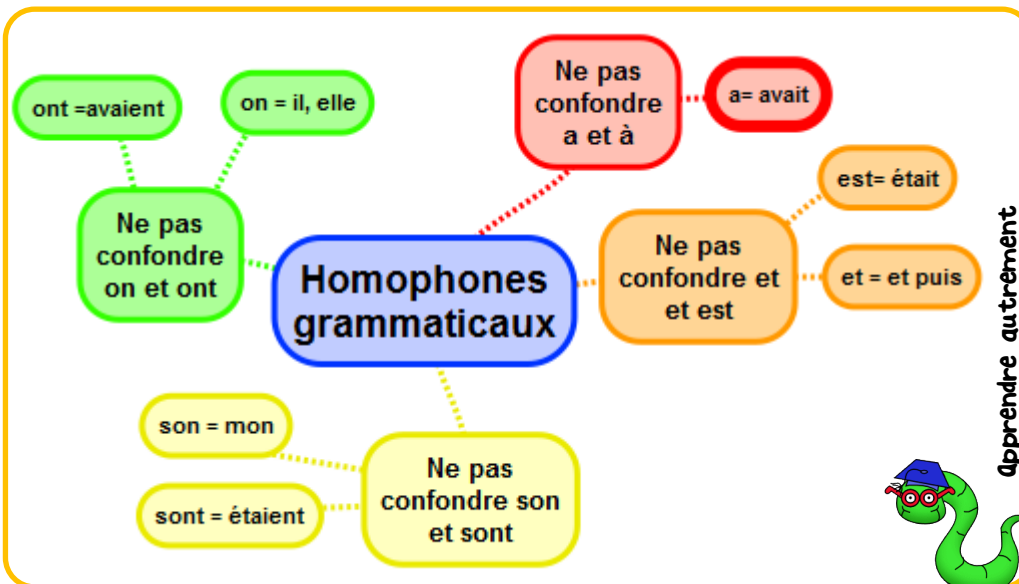 ont =avaient
on = il, elle
Ne pas
confondre
on et ont
Ne pas
confondre
a et à
a= avait
Homophones
grammaticaux
est= était
Ne pas
confondre et
et est
et = et puis
son = mon
sont = étaient
Ne pas
confondre son
et sont
apprendre autrement